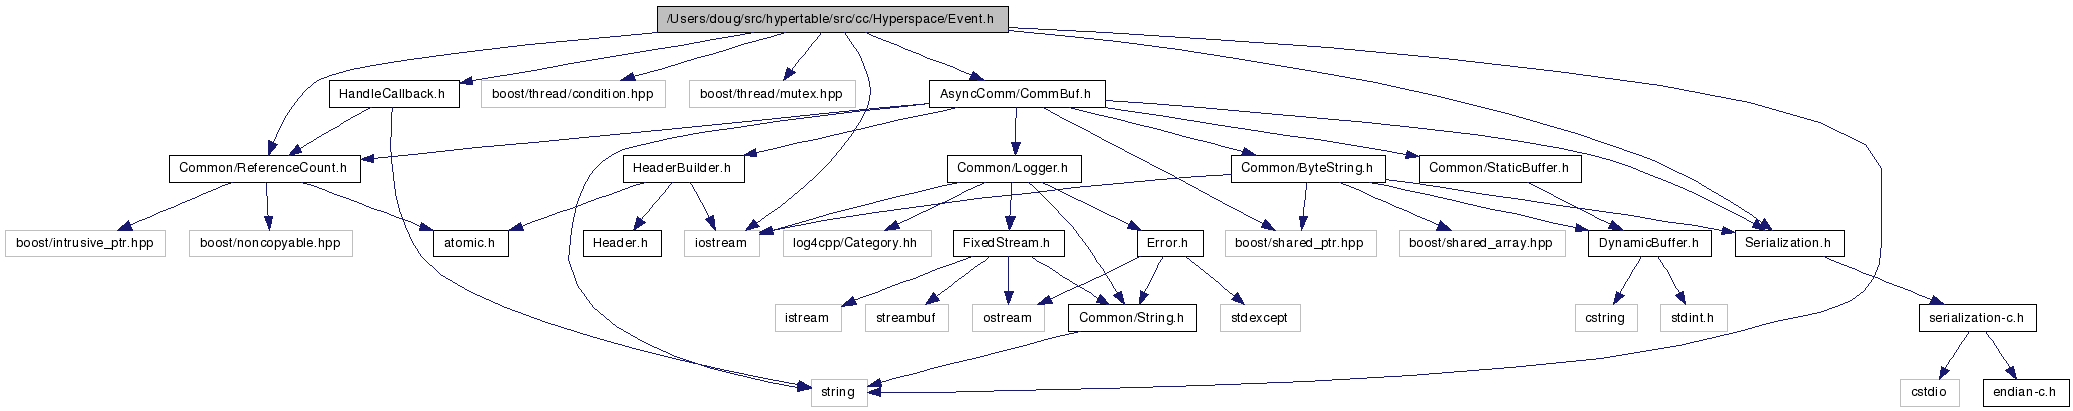 /Users/doug/src/hypertable/src/cc/Hyperspace/Event.h
HandleCallback.h
boost/thread/condition.hpp
boost/thread/mutex.hpp
AsyncComm/CommBuf.h
Common/ReferenceCount.h
HeaderBuilder.h
Common/Logger.h
Common/ByteString.h
Common/StaticBuffer.h
boost/intrusive_ptr.hpp
boost/noncopyable.hpp
atomic.h
Header.h
iostream
log4cpp/Category.hh
FixedStream.h
Error.h
boost/shared_ptr.hpp
boost/shared_array.hpp
DynamicBuffer.h
Serialization.h
istream
streambuf
ostream
Common/String.h
stdexcept
cstring
stdint.h
serialization-c.h
string
cstdio
endian-c.h